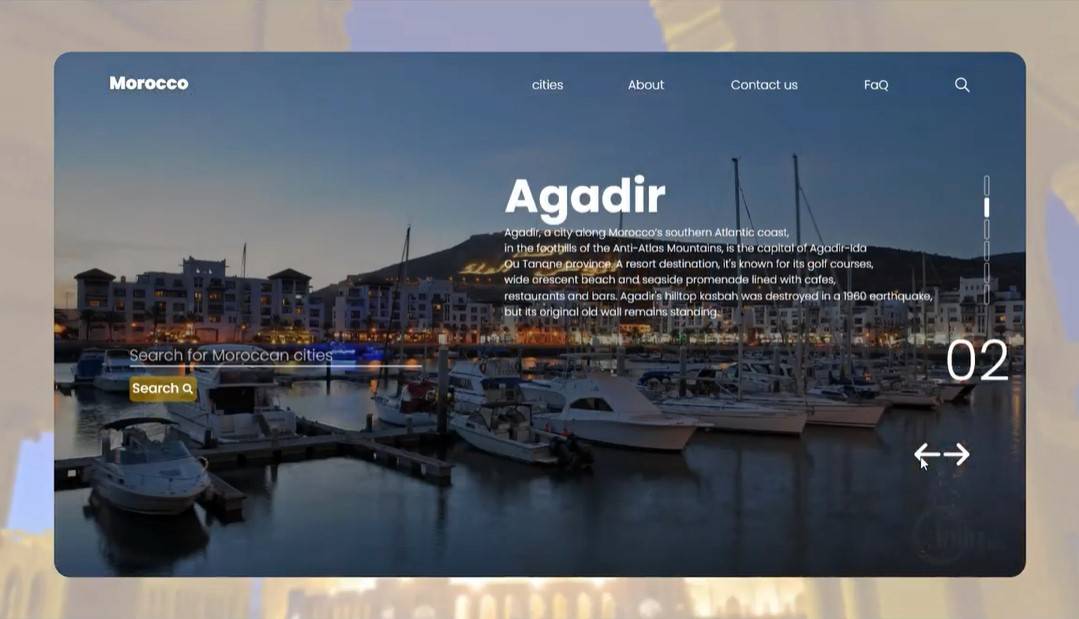 Morocco
cities
About
Contact us
FaQ
Agadir
Agadir, a city along Morocco's southern Atlantic coast,
in the foothills of the Anti-Atlas Mountains, is the capital of Agadir-Ida
Ou Tanane province. A resort destination, it's known for its golf courses,
wide crescent beach and seaside promenade lined with cafes,
restaurants and bars. Agadir's hilltop kasbah was destroyed in a 1960 earthquake,
but its original old wall remains standing.
Search for Moroccan cities
Search
02